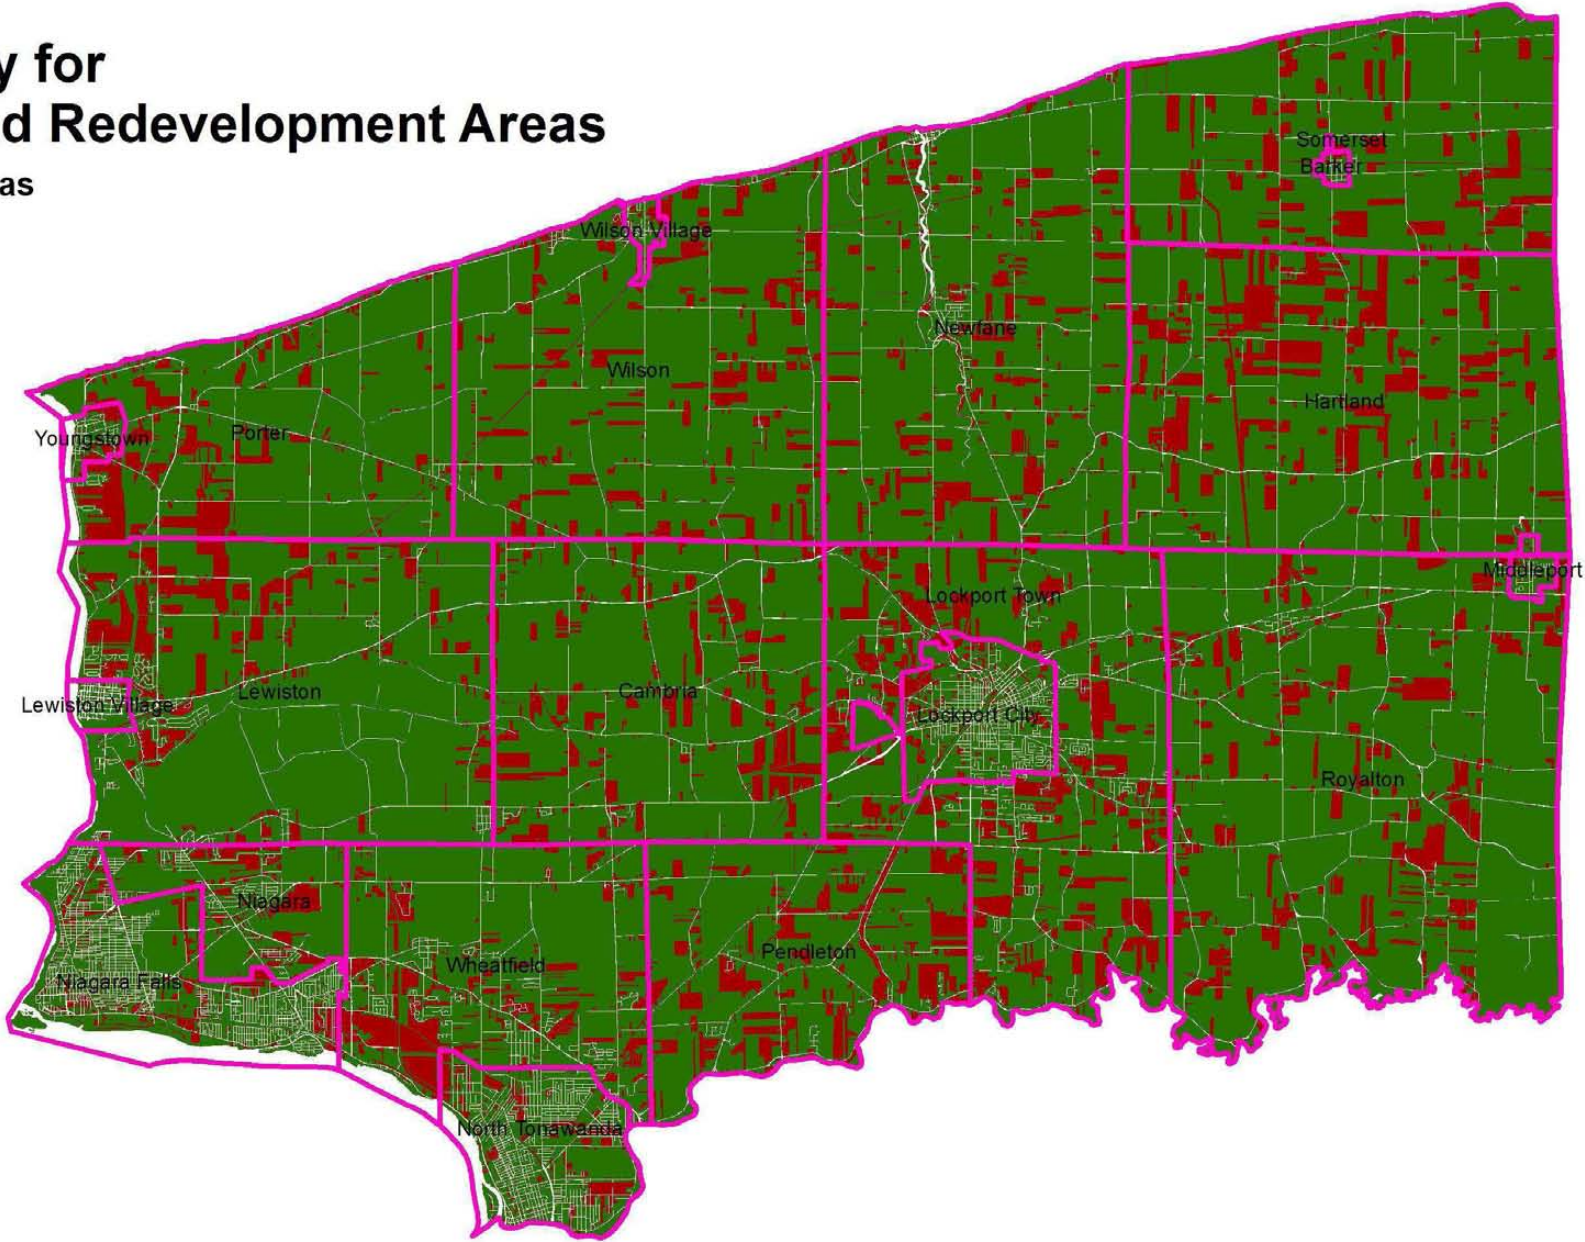 y for
d Redevelopment Areas
as
Somerset
Barker
Wilson Village
Newfane
Wilson
Hartland
Youngstown
Porter
Middleport
Lockport Town
Lewiston
Cambria
Lewiston Village
Lockport City
Royalton
Niagara
Pendleton
Wheatfield
Niagara Falls
North Tonawanda